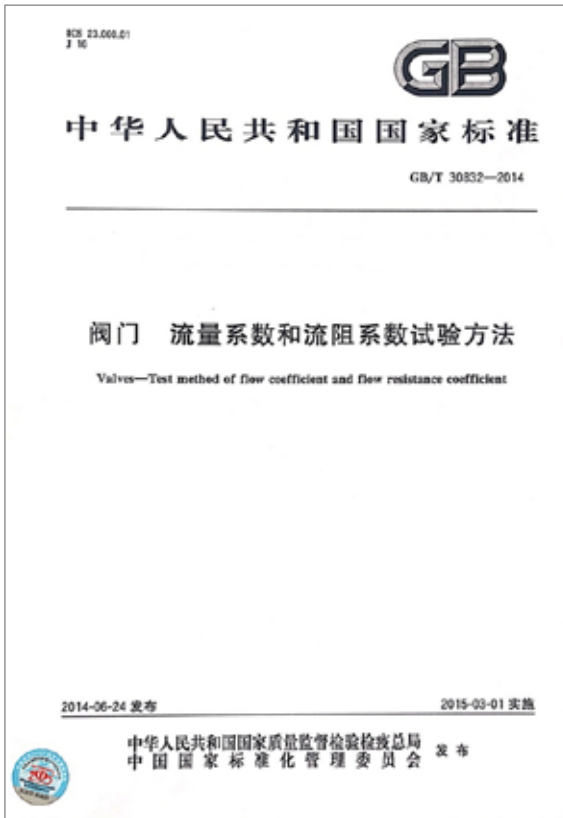 ICS 23.060.01
J 16
GB
中华人民共和国国家标准
GB/T 30832—2014
阀门 流量系数和流阻系数试验方法
Valves—Test method of flow coefficient and flow resistance coefficient
2014-06-24 发布
2015-03-01 实施
中华人民共和国国家质量监督检验检疫总局
中国国家标准化管理委员会
发布